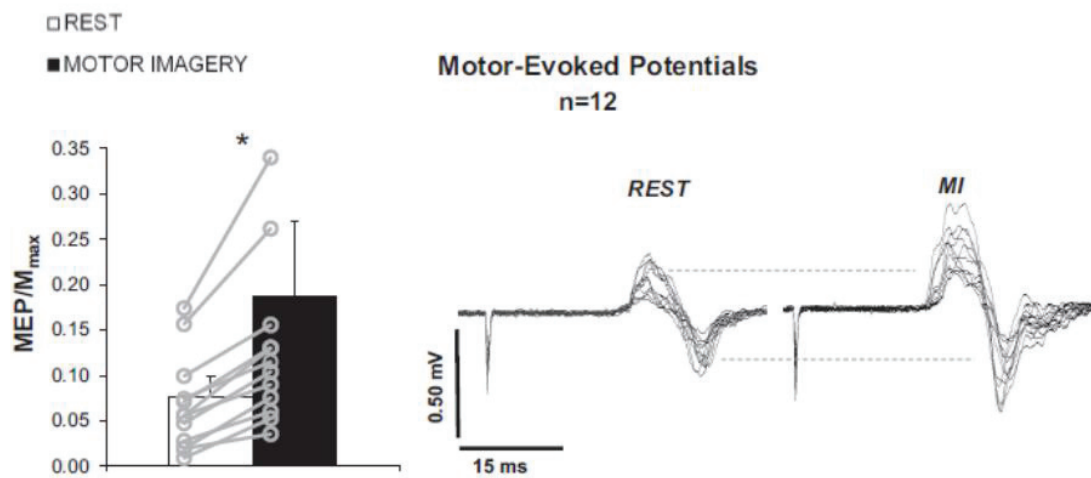 REST
MOTOR IMAGERY
Motor-Evoked Potentials
n=12
*
0.35
0.30
0.25
0.20
0.15
0.10
0.05
0.00
MEP/Mmax
REST
MI
0.50 mV
15 ms